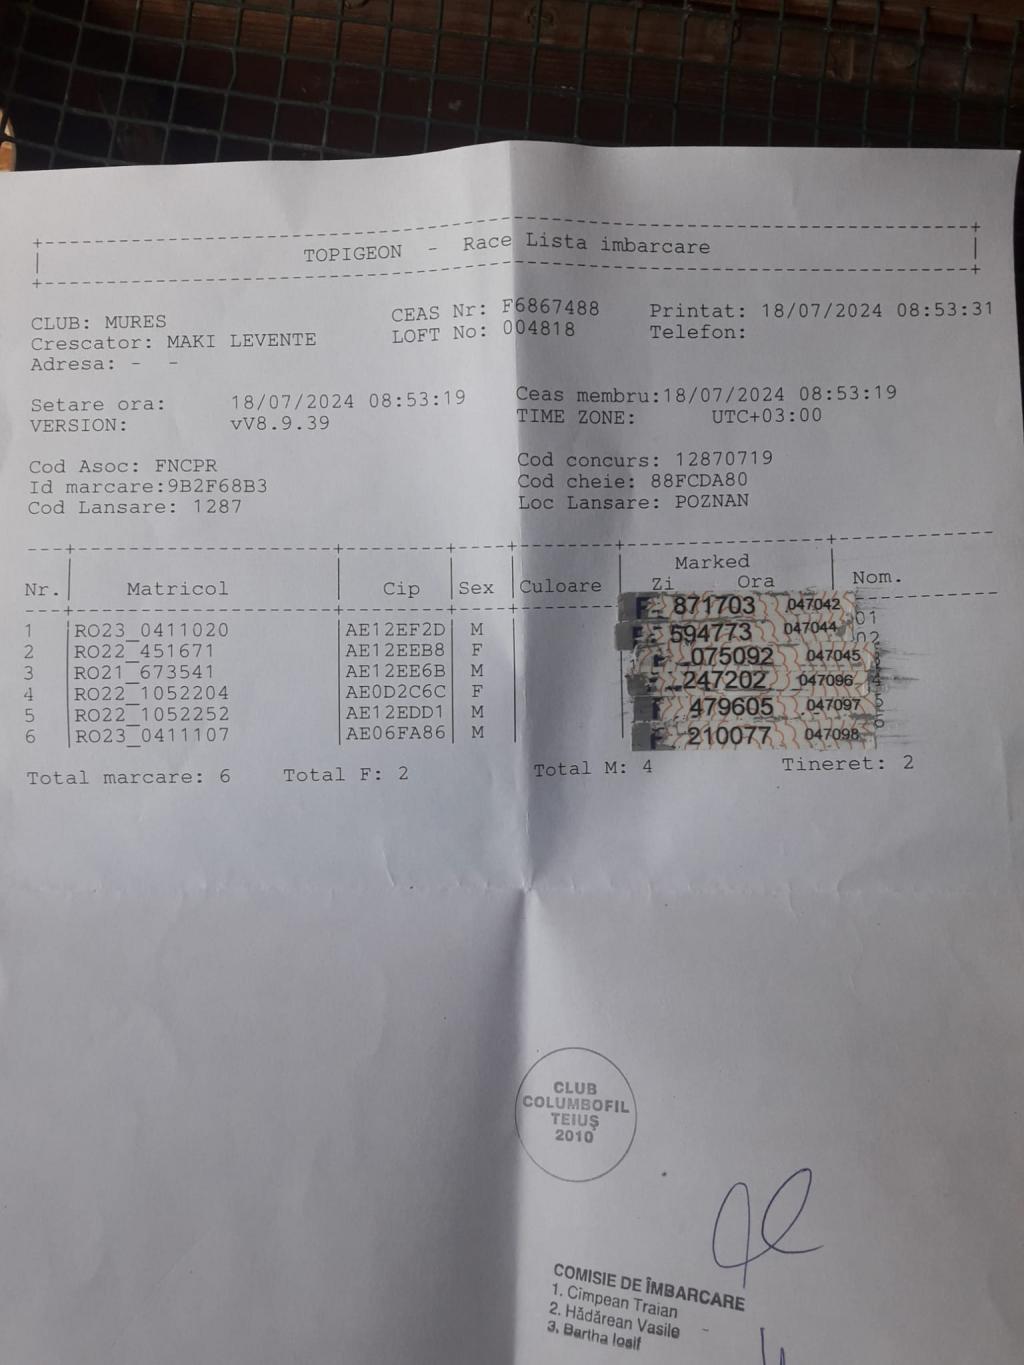 TOPIGEON - Race Lista imbarcare
CLUB: MURES CEAS Nr: F6867488 Printat: 18/07/2024 08:53:31
Crescator: MAKI LEVENTE LOFT No: 004818 Telefon:
Adresa: - -
Setare ora: 18/07/2024 08:53:19 Ceas membru:18/07/2024 08:53:19
VERSION: vV8.9.39 TIME ZONE: UTC+03:00
Cod Asoc: FNCPR Cod concurs: 12870719
Id marcare:9B2F68B3 Cod cheie: 88FCDA80
Cod Lansare: 1287 Loc Lansare: POZNAN
Marked
Nr. Matricol Cip Sex Culoare Zi Ora Nom.
871703 047042 01
1 RO23_0411020 AE12EF2D M 594773 047044 02
2 RO22_451671 AE12EEB8 F 075092 047045
3 RO21_673541 AE12EE6B M 247202 047096
4 RO22_1052204 AE0D2C6C F 479605 047097
5 RO22_1052252 AE12EDD1 M
6 RO23_0411107 AE06FA86 M 210077 047098
Total marcare: 6 Total F: 2 Total M: 4 Tineret: 2
CLUB
COLUMBOFIL
TEIUȘ
2010
COMISIE DE ÎMBARCARE
1. Cîmpean Traian
2. Hădărean Vasile
3. Bartha Iosif